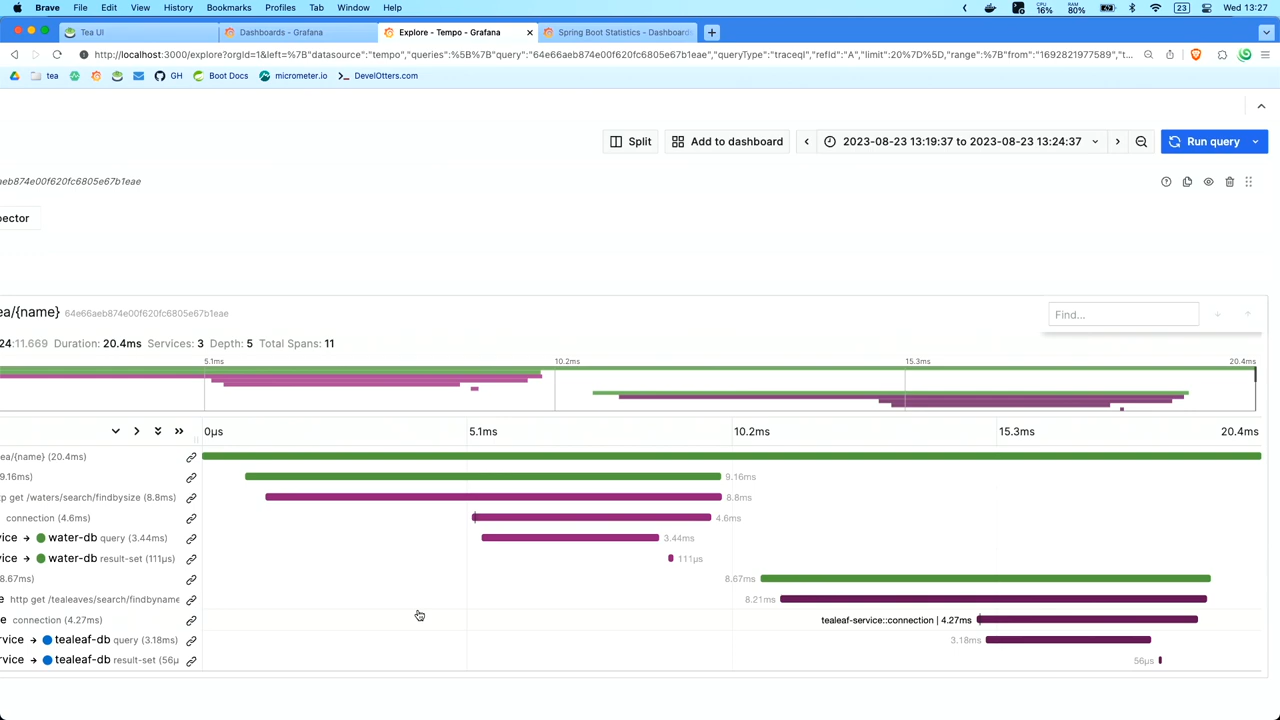 Brave File Edit View History Bookmarks Profiles Tab Window Help CPU 16% RAM 80% 23 Wed 13:27
Tea UI Dashboards - Grafana Explore - Tempo - Grafana Spring Boot Statistics - Dashboards
http://localhost:3000/explore?orgId=1&left=%7B"datasource":"tempo","queries":%5B%7B"query":"64e66aeb874e00f620fc6805e67b1eae","queryType":"traceql","refId":"A","limit":20%7D%5D,"range":%7B"from":"1692821977589","t...
tea GH Boot Docs micrometer.io DevelOtters.com
Split Add to dashboard 2023-08-23 13:19:37 to 2023-08-23 13:24:37 Run query
aeb874e00f620fc6805e67b1eae
pector
ea/{name} 64e66aeb874e00f620fc6805e67b1eae Find...
24:11.669 Duration: 20.4ms Services: 3 Depth: 5 Total Spans: 11
5.1ms 10.2ms 15.3ms 20.4ms
0μs 5.1ms 10.2ms 15.3ms 20.4ms
ea/{name} (20.4ms)
9.16ms) 9.16ms
tp get /waters/search/findbysize (8.8ms) 8.8ms
connection (4.6ms) 4.6ms
vice → water-db query (3.44ms) 3.44ms
vice → water-db result-set (111μs) 111μs
8.67ms) 8.67ms
e http get /tealeaves/search/findbyname 8.21ms
e connection (4.27ms) tealeaf-service::connection | 4.27ms
rvice → tealeaf-db query (3.18ms) 3.18ms
rvice → tealeaf-db result-set (56μ 56μs